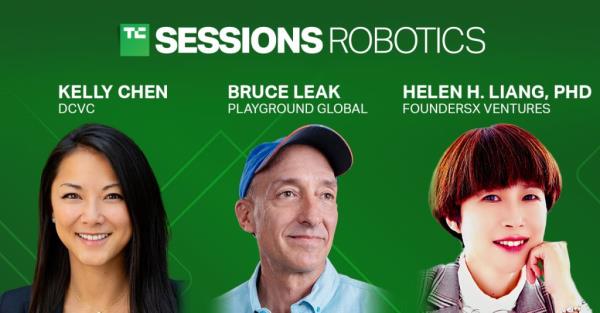 TC SESSIONS ROBOTICS
KELLY CHEN
DCVC
BRUCE LEAK
PLAYGROUND GLOBAL
HELEN H. LIANG, PHD
FOUNDERSX VENTURES